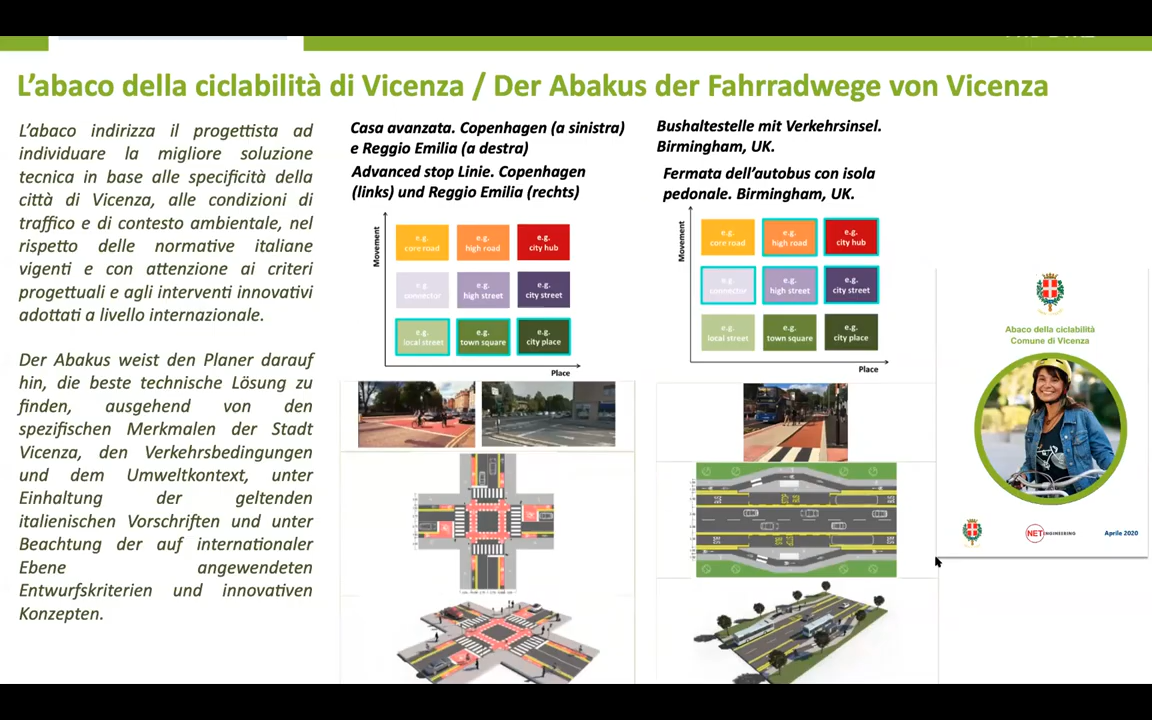 L'abaco della ciclabilità di Vicenza / Der Abakus der Fahrradwege von Vicenza
L'abaco indirizza il progettista ad
individuare la migliore soluzione
tecnica in base alle specificità della
città di Vicenza, alle condizioni di
traffico e di contesto ambientale, nel
rispetto delle normative italiane
vigenti e con attenzione ai criteri
progettuali e agli interventi innovativi
adottati a livello internazionale.
Der Abakus weist den Planer darauf
hin, die beste technische Lösung zu
finden, ausgehend von den
spezifischen Merkmalen der Stadt
Vicenza, den Verkehrsbedingungen
und dem Umweltkontext, unter
Einhaltung der geltenden
italienischen Vorschriften und unter
Beachtung der auf internationaler
Ebene angewendeten
Entwurfskriterien und innovativen
Konzepten.
Casa avanzata. Copenhagen (a sinistra)
e Reggio Emilia (a destra)
Advanced stop Linie. Copenhagen
(links) und Reggio Emilia (rechts)
Movement
e.g.
core road
e.g.
high road
e.g.
city hub
e.g.
connector
e.g.
high street
e.g.
city street
e.g.
local street
e.g.
town square
e.g.
city place
Place
Bushaltestelle mit Verkehrsinsel.
Birmingham, UK.
Fermata dell'autobus con isola
pedonale. Birmingham, UK.
Movement
e.g.
core road
e.g.
high road
e.g.
city hub
e.g.
connector
e.g.
high street
e.g.
city street
e.g.
local street
e.g.
town square
e.g.
city place
Place
Abaco della ciclabilità
Comune di Vicenza
NET ENGINEERING
Aprile 2020